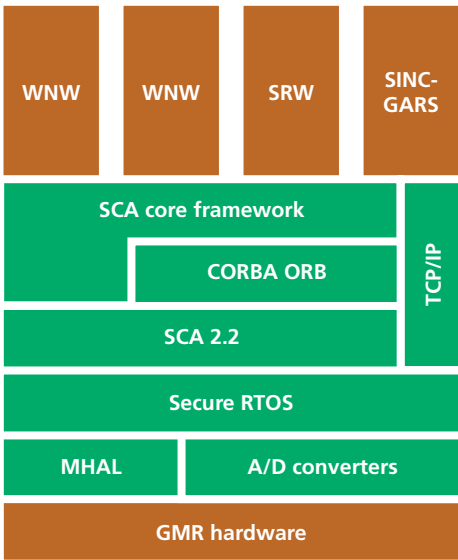 WNW
WNW
SRW
SINC-
GARS
SCA core framework
CORBA ORB
TCP/IP
SCA 2.2
Secure RTOS
MHAL
A/D converters
GMR hardware